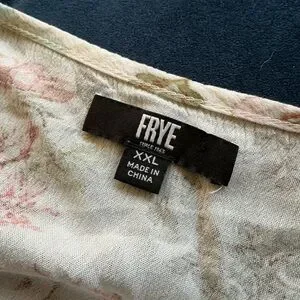 FRYE
SINCE 1863
XXL
MADE IN
CHINA